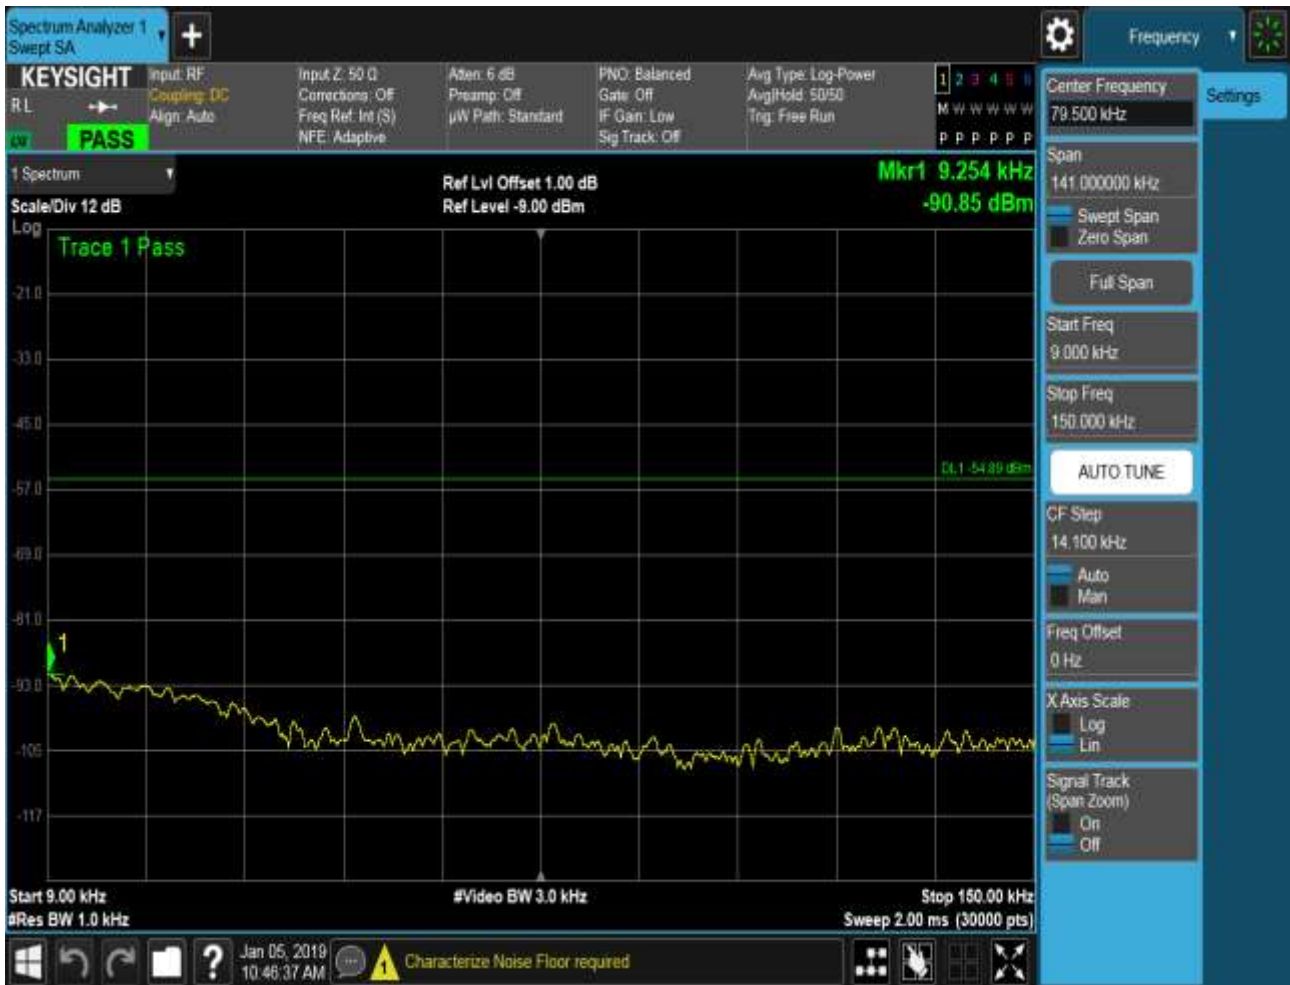 Spectrum Analyzer 1
Swept SA
Frequency
KEYSIGHT
R L
PASS
Input: RF
Coupling: DC
Align: Auto
Input Z: 50 Ω
Corrections: Off
Freq Ref: Int (S)
NFE: Adaptive
Atten: 6 dB
Preamp: Off
µW Path: Standard
PNO: Balanced
Gate: Off
IF Gain: Low
Sig Track: Off
Avg Type: Log-Power
Avg|Hold: 50/50
Trig: Free Run
1 2 3 4 5 6
M W W W W W
P P P P P P
1 Spectrum
Scale/Div 12 dB
Ref Lvl Offset 1.00 dB
Ref Level -9.00 dBm
Mkr1 9.254 kHz
-90.85 dBm
Log
Trace 1 Pass
-21.0
-33.0
-45.0
DL1 -54.89 dBm
-57.0
-69.0
-81.0
1
-93.0
-105
-117
Start 9.00 kHz
#Video BW 3.0 kHz
Stop 150.00 kHz
#Res BW 1.0 kHz
Sweep 2.00 ms (30000 pts)
Center Frequency
79.500 kHz
Settings
Span
141.000000 kHz
Swept Span
Zero Span
Full Span
Start Freq
9.000 kHz
Stop Freq
150.000 kHz
AUTO TUNE
CF Step
14.100 kHz
Auto
Man
Freq Offset
0 Hz
X Axis Scale
Log
Lin
Signal Track
(Span Zoom)
On
Off
?
Jan 05, 2019
10:46:37 AM
1
Characterize Noise Floor required